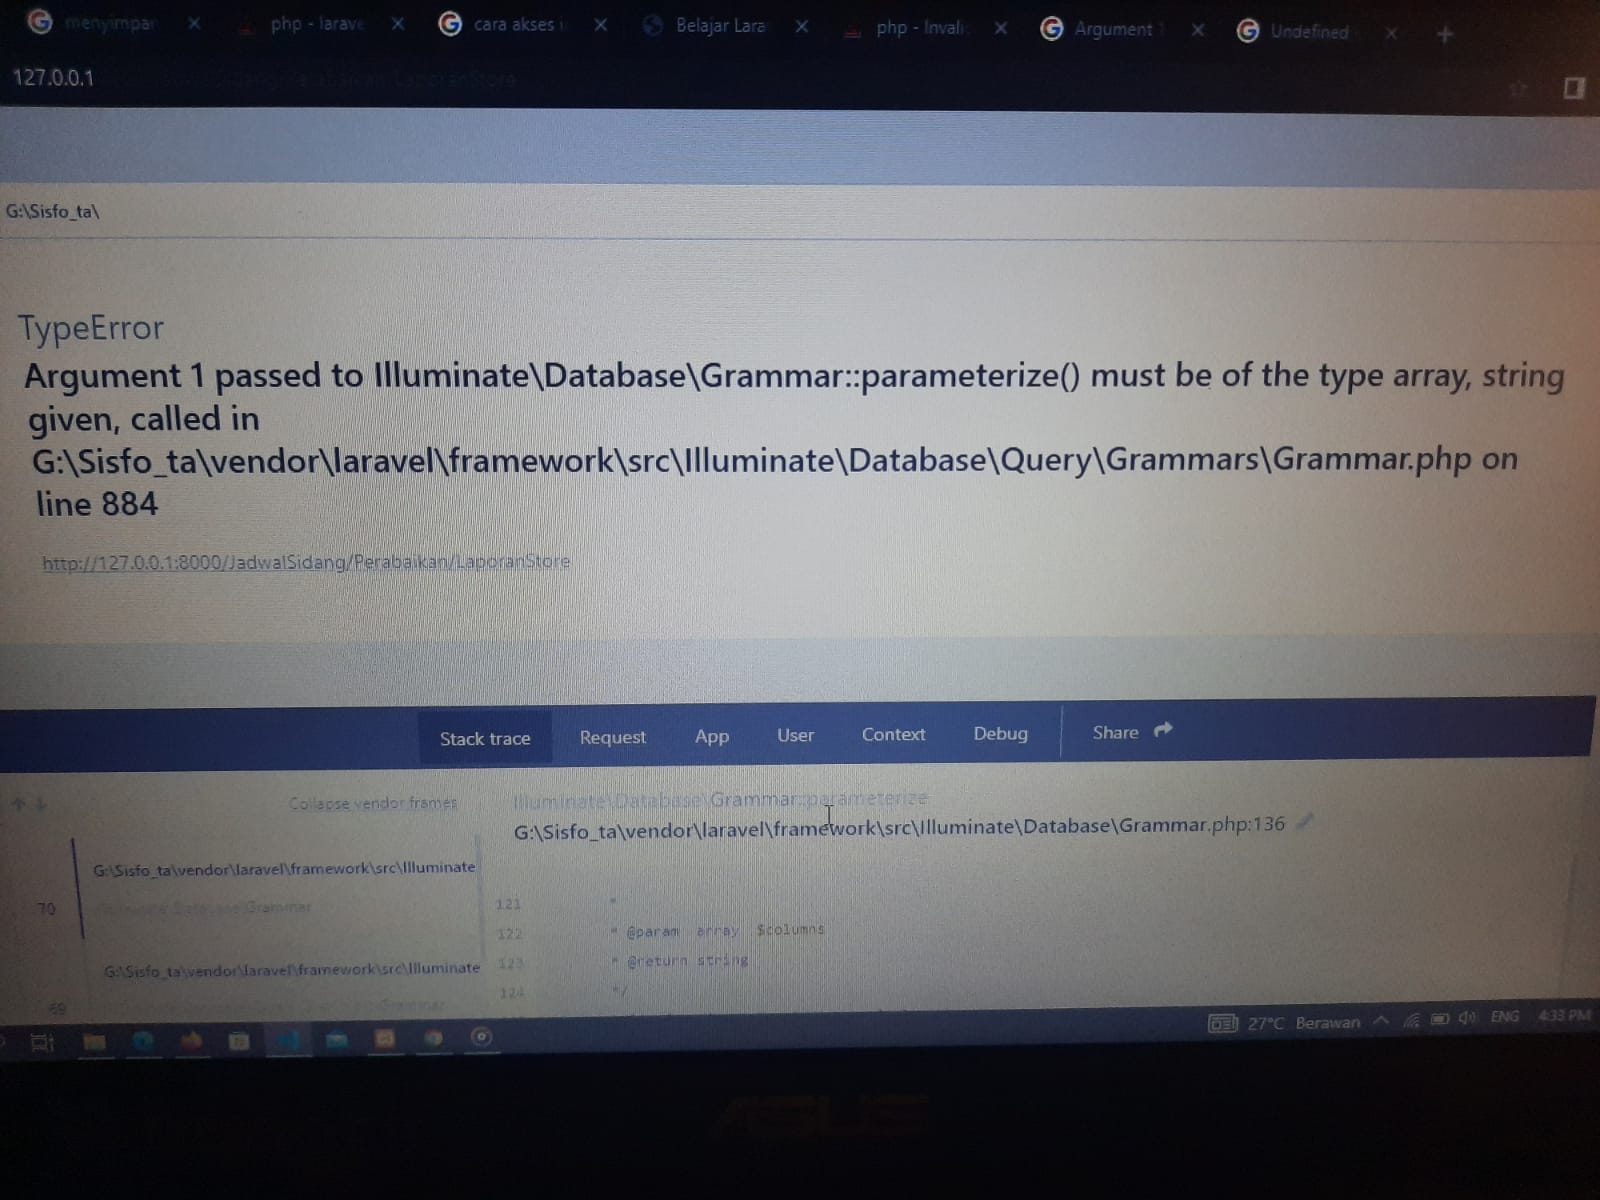 menyimpan php - larave cara akses i Belajar Lara php - Invali Argument Undefined
127.0.0.1
G:\Sisfo_ta\
TypeError
Argument 1 passed to Illuminate\Database\Grammar::parameterize() must be of the type array, string
given, called in
G:\Sisfo_ta\vendor\laravel\framework\src\Illuminate\Database\Query\Grammars\Grammar.php on
line 884
http://127.0.0.1:8000/JadwalSidang/Perabaikan/LaporanStore
Stack trace Request App User Context Debug Share
Collapse vendor frames
Illuminate\Database\Grammar::parameterize
G:\Sisfo_ta\vendor\laravel\framework\src\Illuminate\Database\Grammar.php:136
G:\Sisfo_ta\vendor\laravel\framework\src\Illuminate
70 Illuminate\Database\Grammar
121 *
122 * @param array $columns
G:\Sisfo_ta\vendor\laravel\framework\src\Illuminate
123 * @return string
124 */
69 Grammar
27°C Berawan ENG 4:33 PM
ASUS